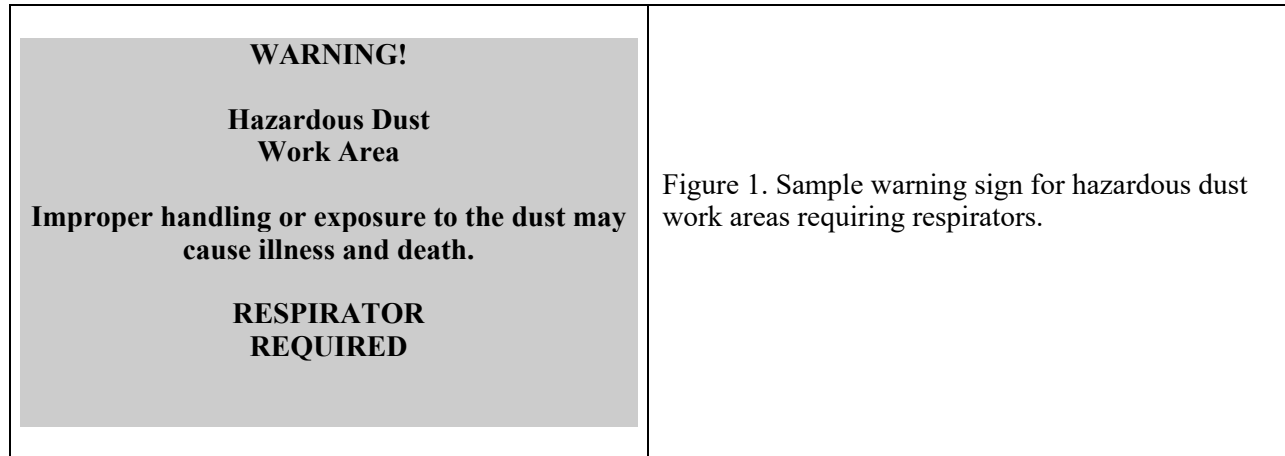 WARNING!
Hazardous Dust
Work Area
Improper handling or exposure to the dust may
cause illness and death.
RESPIRATOR
REQUIRED
Figure 1. Sample warning sign for hazardous dust
work areas requiring respirators.